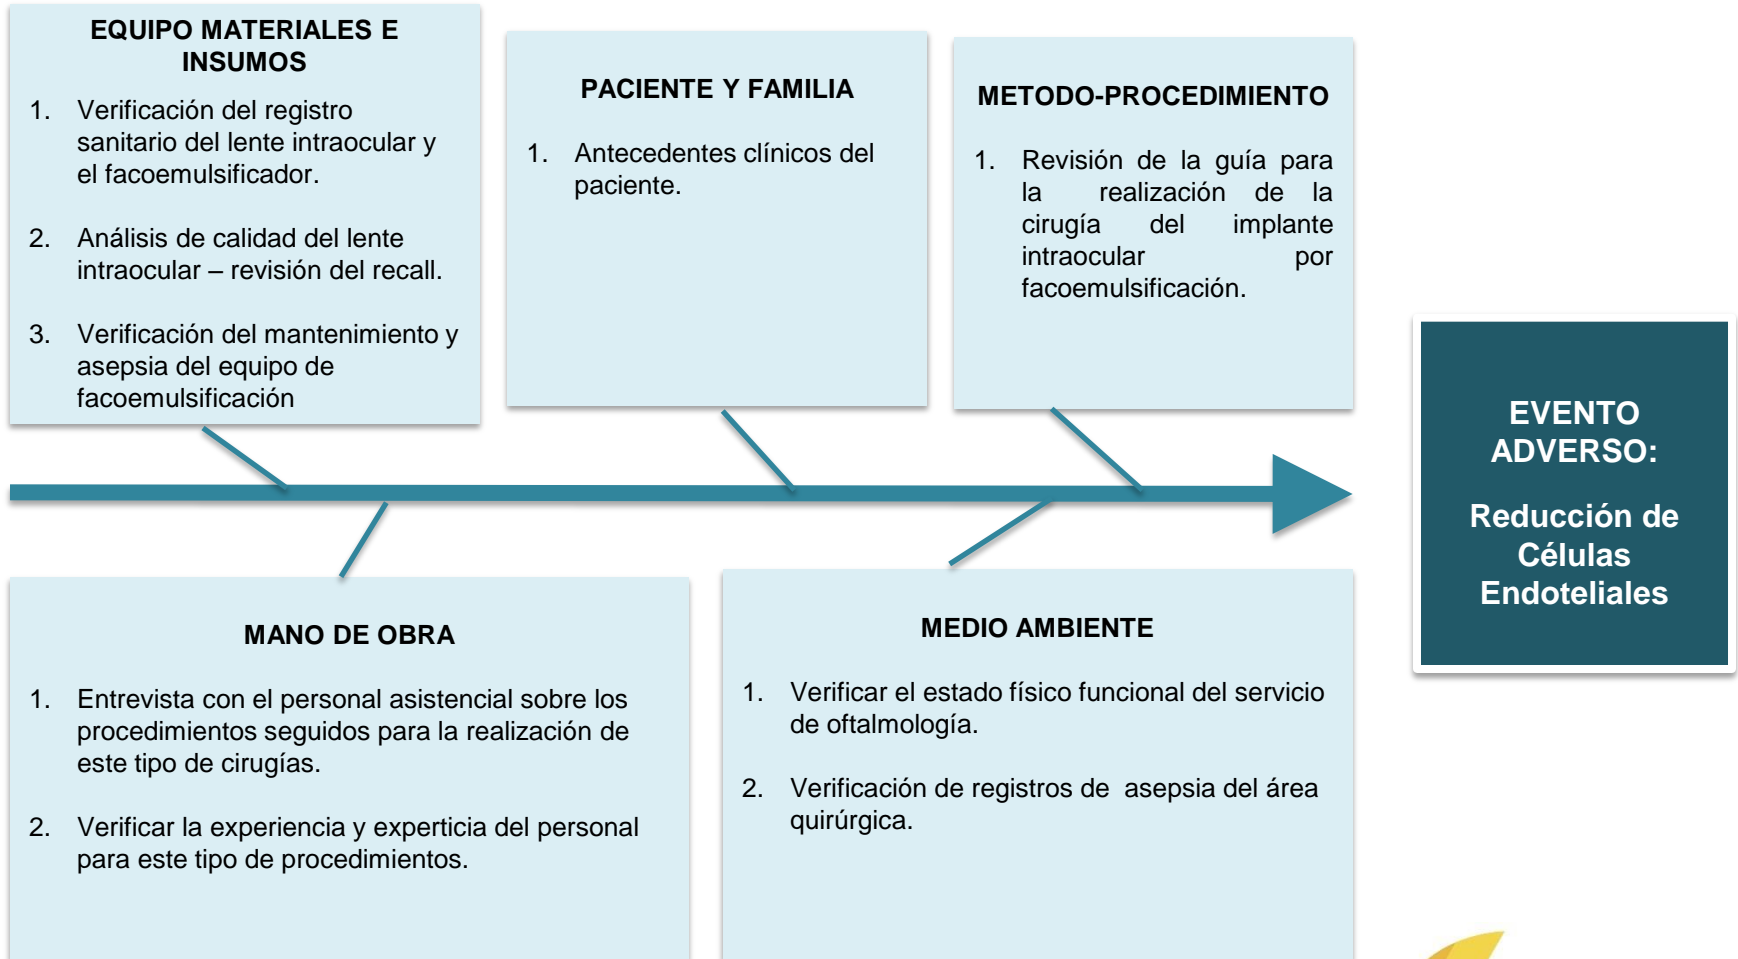 EQUIPO MATERIALES E
INSUMOS
1. Verificación del registro
sanitario del lente intraocular y
el facoemulsificador.
2. Análisis de calidad del lente
intraocular – revisión del recall.
3. Verificación del mantenimiento y
asepsia del equipo de
facoemulsificación
PACIENTE Y FAMILIA
1. Antecedentes clínicos del
paciente.
METODO-PROCEDIMIENTO
1. Revisión de la guía para
la realización de la
cirugía del implante
intraocular por
facoemulsificación.
EVENTO
ADVERSO:
Reducción de
Células
Endoteliales
MANO DE OBRA
1. Entrevista con el personal asistencial sobre los
procedimientos seguidos para la realización de
este tipo de cirugías.
2. Verificar la experiencia y experticia del personal
para este tipo de procedimientos.
MEDIO AMBIENTE
1. Verificar el estado físico funcional del servicio
de oftalmología.
2. Verificación de registros de asepsia del área
quirúrgica.